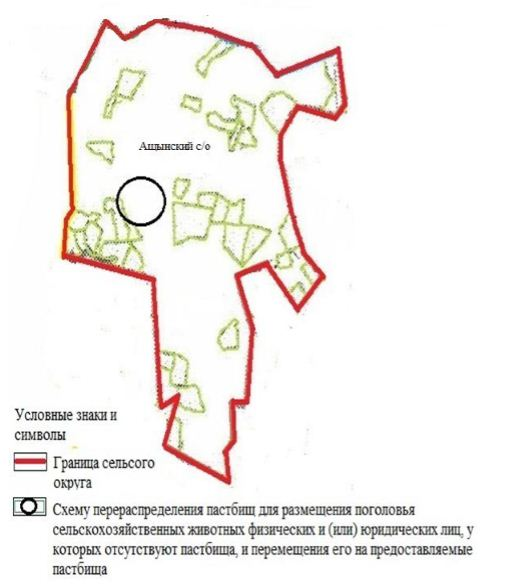 Ащынский с/о
Условные знаки и
символы
Граница сельсого
округа
Схему перераспределения пастбищ для размещения поголовья
сельскохозяйственных животных физических и (или) юридических лиц, у
которых отсутствуют пастбища, и перемещения его на предоставляемые
пастбища